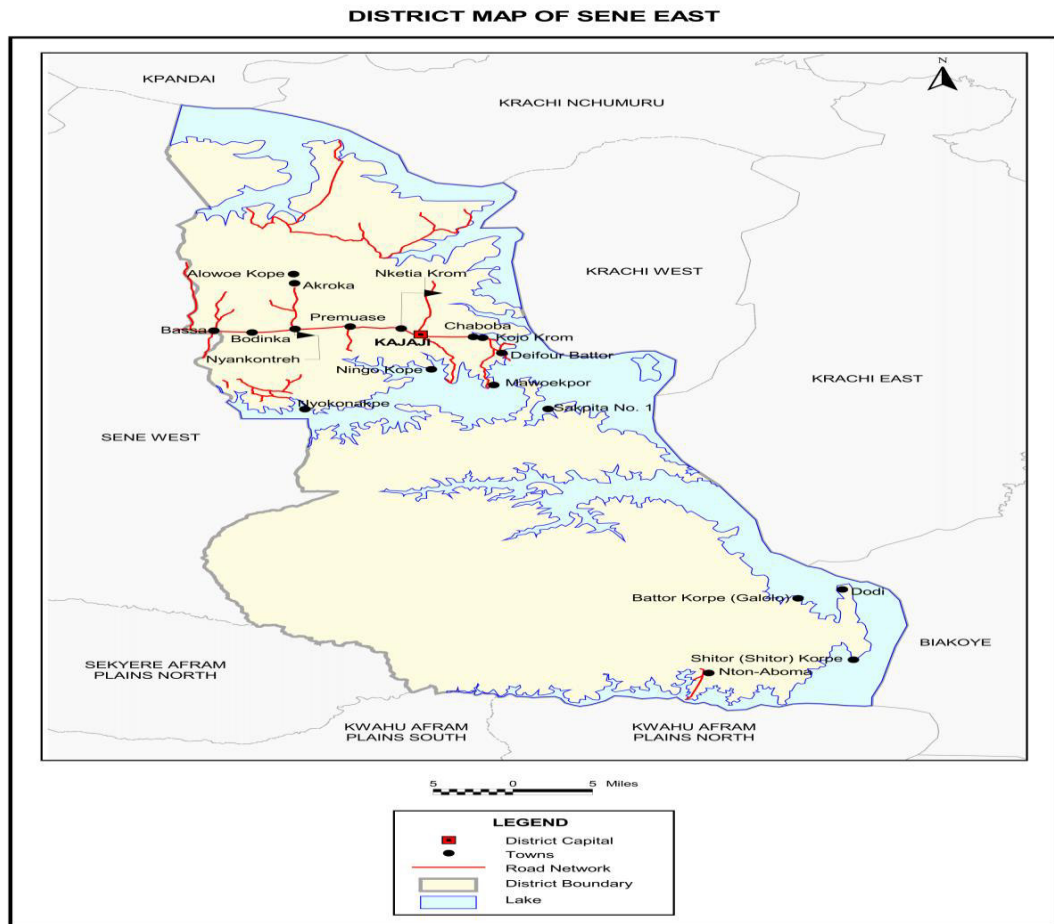 DISTRICT MAP OF SENE EAST
KPANDAI
N
KRACHI NCHUMURU
KRACHI WEST
Alowoe Kope
Nketia Krom
Akroka
Premuase
Chaboba
Bassa
Bodinka
KAJAJI
Kojo Krom
Nyankontreh
Deifour Battor
Ningo Kope
KRACHI EAST
Mawoekpor
Nyokonakpe
Sakpita No. 1
SENE WEST
Battor Korpe (Galelo)
Dodi
BIAKOYE
SEKYERE AFRAM
PLAINS NORTH
Shitor (Shitor) Korpe
Nton-Aboma
KWAHU AFRAM
PLAINS SOUTH
KWAHU AFRAM
PLAINS NORTH
5 0 5 Miles
LEGEND
District Capital
Towns
Road Network
District Boundary
Lake